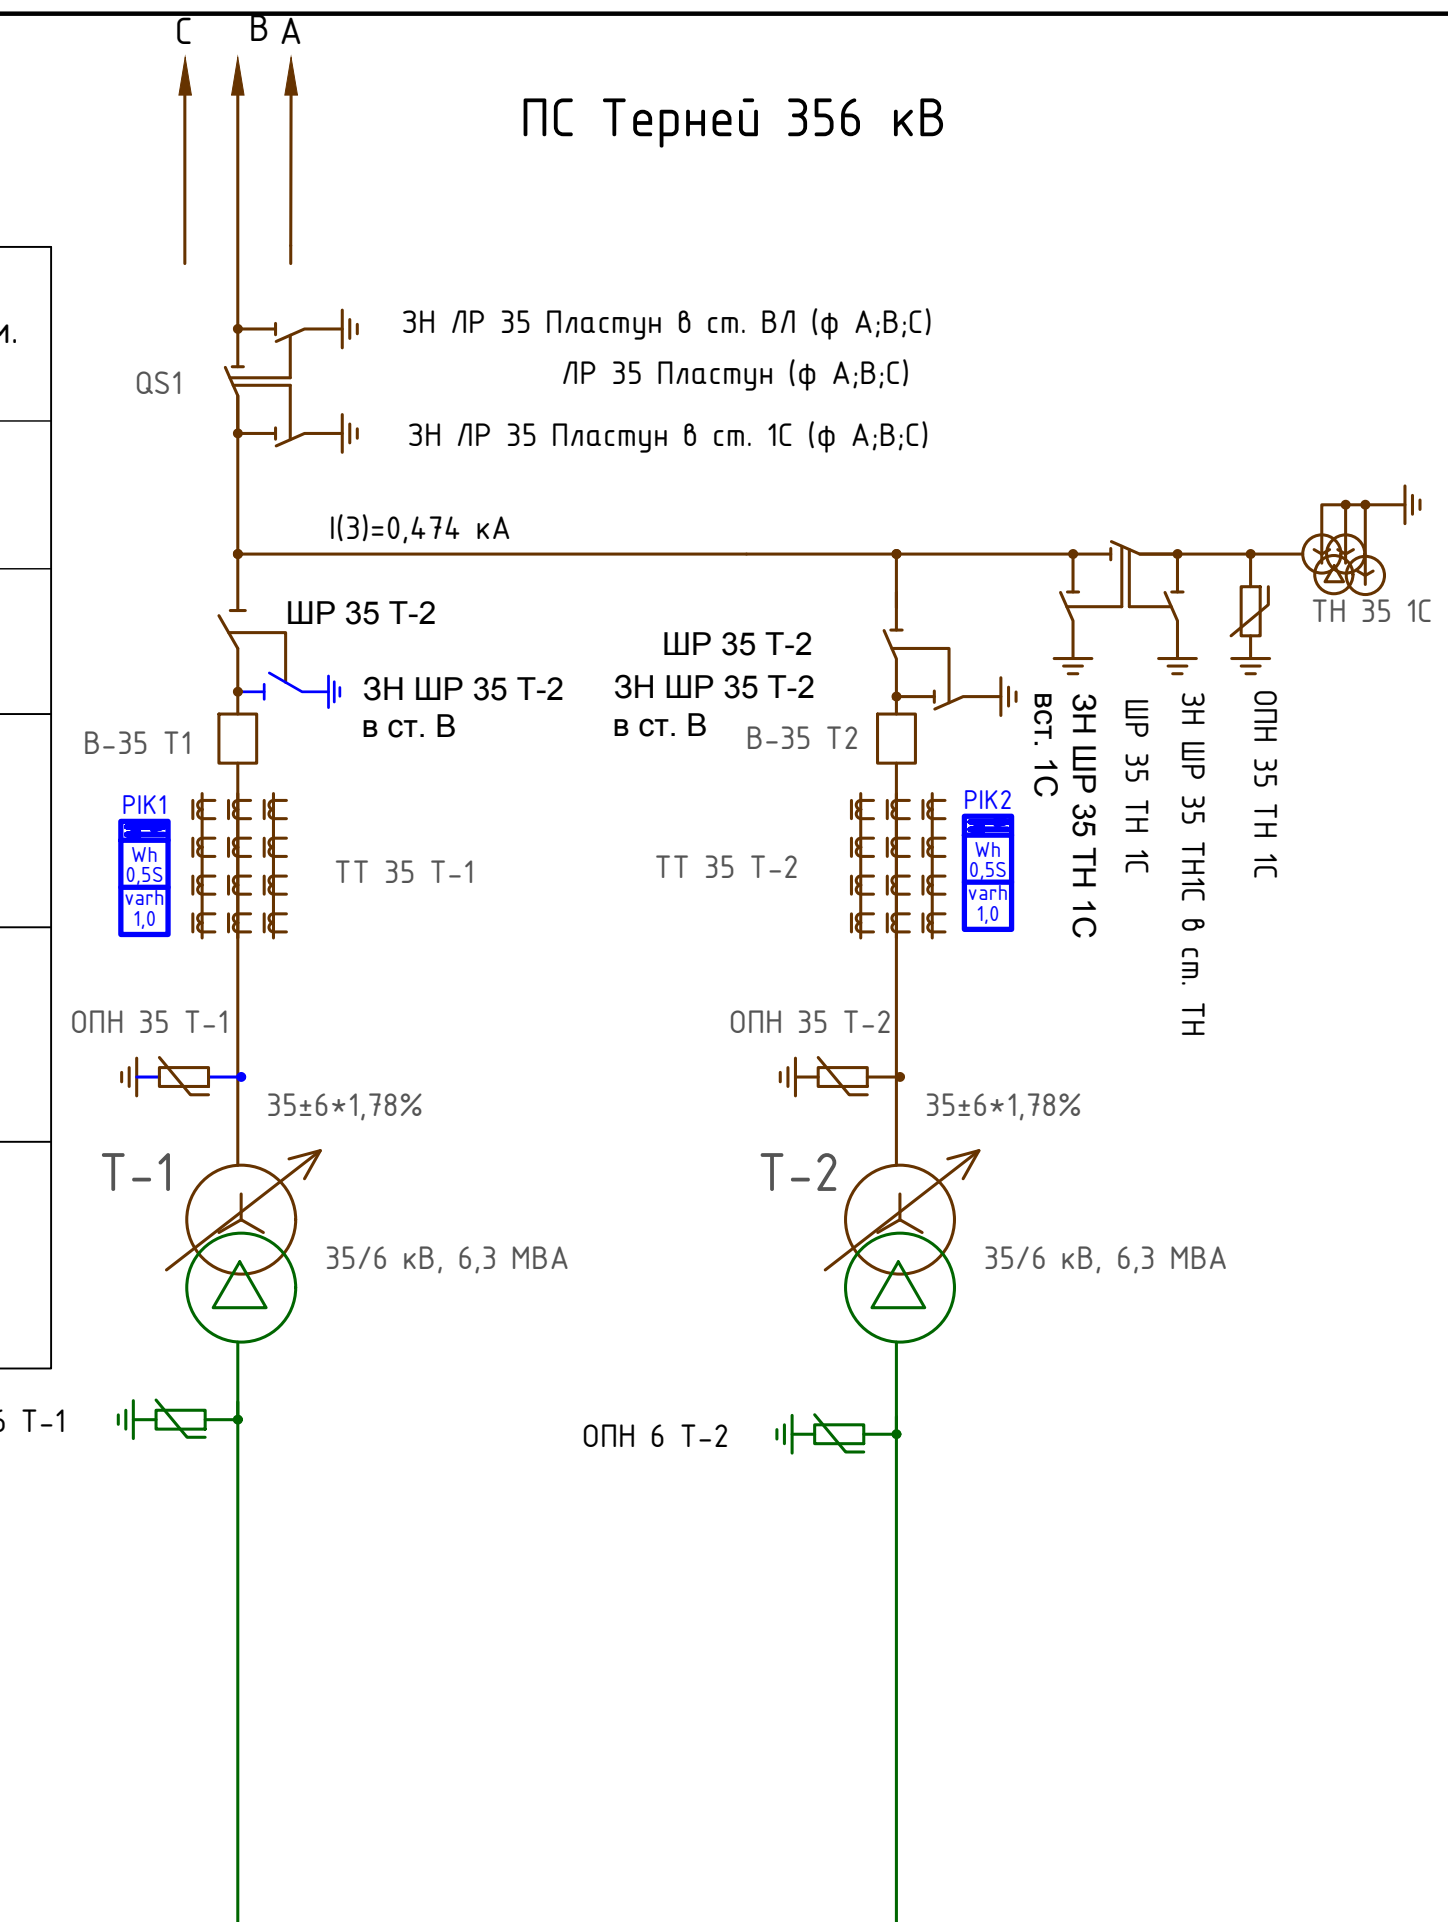 С В А
ПС Терней 356 кВ
м.
ЗН ЛР 35 Пластун в ст. ВЛ (ф А;В;С)
QS1
ЛР 35 Пластун (ф А;В;С)
ЗН ЛР 35 Пластун в ст. 1С (ф А;В;С)
I(3)=0,474 кА
ТН 35 1С
ШР 35 Т-2
ЗН ШР 35 Т-2
в ст. В
В-35 Т1
ШР 35 Т-2
ЗН ШР 35 Т-2
в ст. В
В-35 Т2
ЗН ШР 35 ТН 1С
вст. 1С
ШР 35 ТН 1С
ЗН ШР 35 ТН1С в ст. ТН
ОПН 35 ТН 1С
PIK1
Wh
0,5S
varh
1,0
ТТ 35 Т-1
ТТ 35 Т-2
PIK2
Wh
0,5S
varh
1,0
ОПН 35 Т-1
ОПН 35 Т-2
35±6*1,78%
35±6*1,78%
Т-1
Т-2
35/6 кВ, 6,3 МВА
35/6 кВ, 6,3 МВА
Т-1
ОПН 6 Т-2